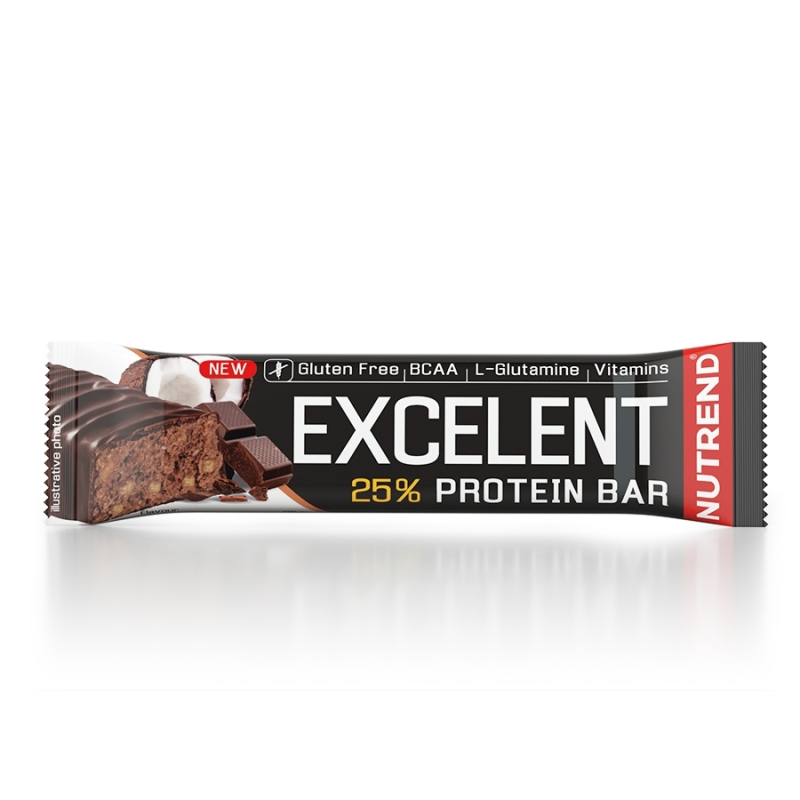 NEW
Gluten Free | BCAA | L-Glutamine | Vitamins
EXCELENT
25% PROTEIN BAR
NUTREND®
illustrative photo